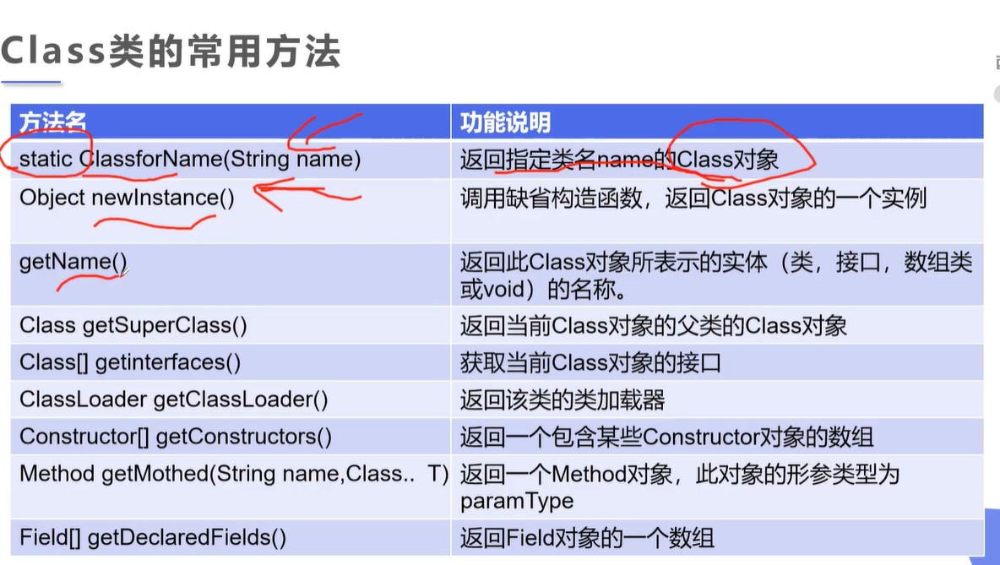 Class类的常用方法
方法名
功能说明
static ClassforName(String name)
返回指定类名name的Class对象
Object newInstance()
调用缺省构造函数，返回Class对象的一个实例
getName()
返回此Class对象所表示的实体（类，接口，数组类
或void）的名称。
Class getSuperClass()
返回当前Class对象的父类的Class对象
Class[] getinterfaces()
获取当前Class对象的接口
ClassLoader getClassLoader()
返回该类的类加载器
Constructor[] getConstructors()
返回一个包含某些Constructor对象的数组
Method getMothed(String name,Class.. T)
返回一个Method对象，此对象的形参类型为
paramType
Field[] getDeclaredFields()
返回Field对象的一个数组